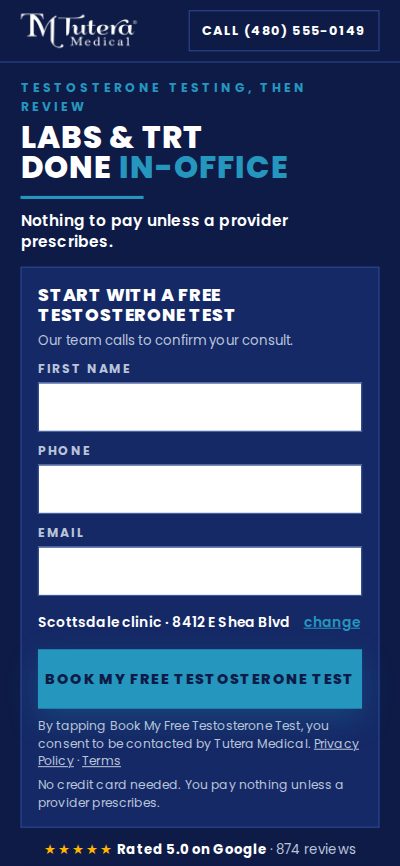 TM Tutera
Medical
CALL (480) 555-0149
TESTOSTERONE TESTING, THEN
REVIEW
LABS & TRT
DONE IN-OFFICE
Nothing to pay unless a provider
prescribes.
START WITH A FREE
TESTOSTERONE TEST
Our team calls to confirm your consult.
FIRST NAME
PHONE
EMAIL
Scottsdale clinic · 8412 E Shea Blvd change
BOOK MY FREE TESTOSTERONE TEST
By tapping Book My Free Testosterone Test, you
consent to be contacted by Tutera Medical. Privacy
Policy · Terms
No credit card needed. You pay nothing unless a
provider prescribes.
★★★★★ Rated 5.0 on Google · 874 reviews